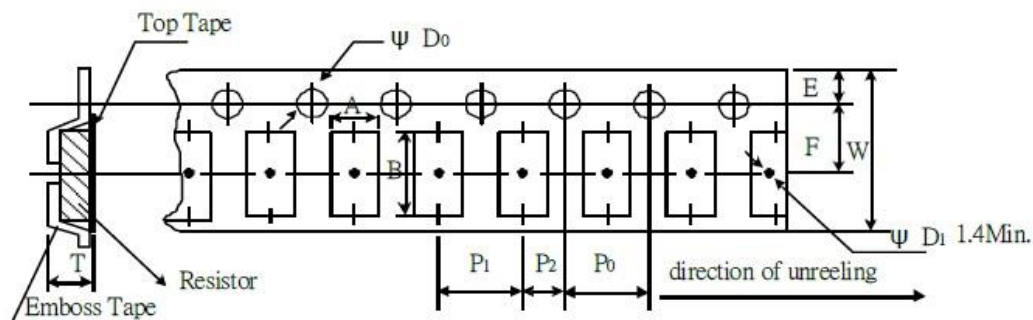 Top Tape
Ψ D0
A
E
B
F
W
T
Resistor
Emboss Tape
P1
P2
P0
Ψ D1 1.4Min.
direction of unreeling